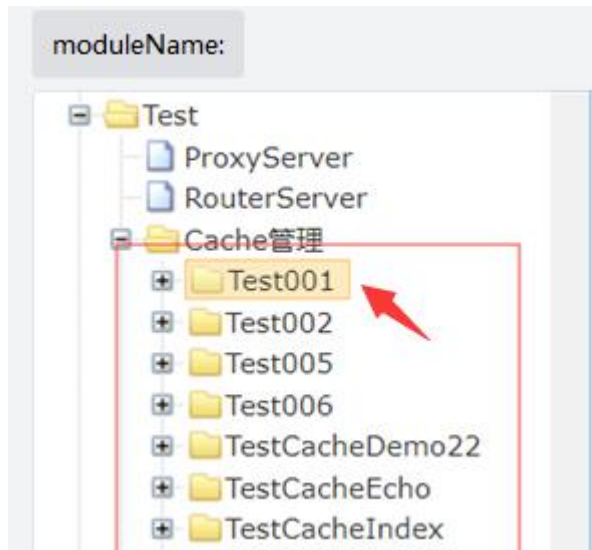 moduleName:
Test
ProxyServer
RouterServer
Cache管理
Test001
Test002
Test005
Test006
TestCacheDemo22
TestCacheEcho
TestCacheIndex